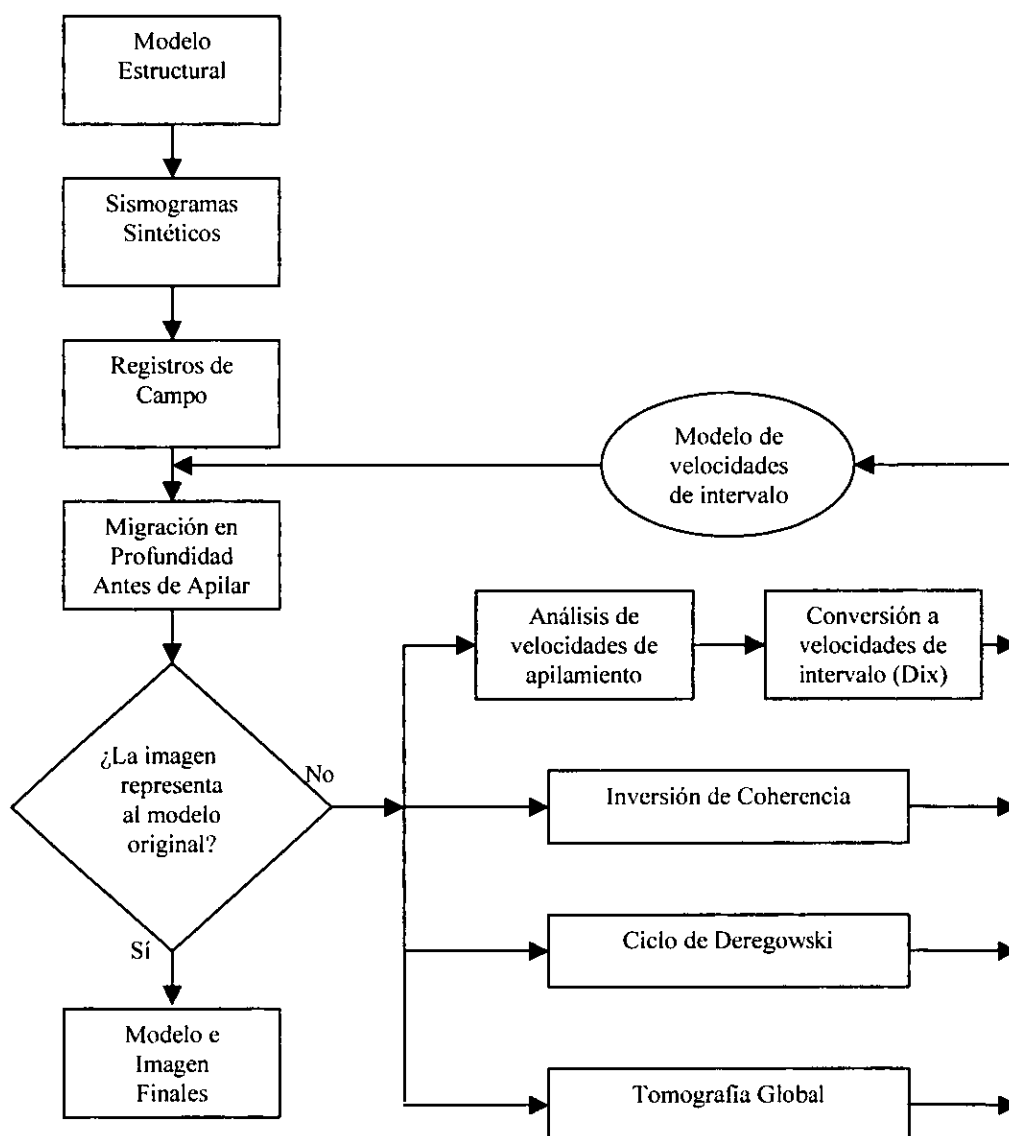 Modelo
Estructural
Sismogramas
Sintéticos
Registros de
Campo
Modelo de
velocidades
de intervalo
Migración en
Profundidad
Antes de Apilar
Análisis de
velocidades de
apilamiento
Conversión a
velocidades de
intervalo (Dix)
¿La imagen
representa
al modelo
original?
No
Inversión de Coherencia
Ciclo de Deregowski
Sí
Modelo e
Imagen
Finales
Tomografía Global